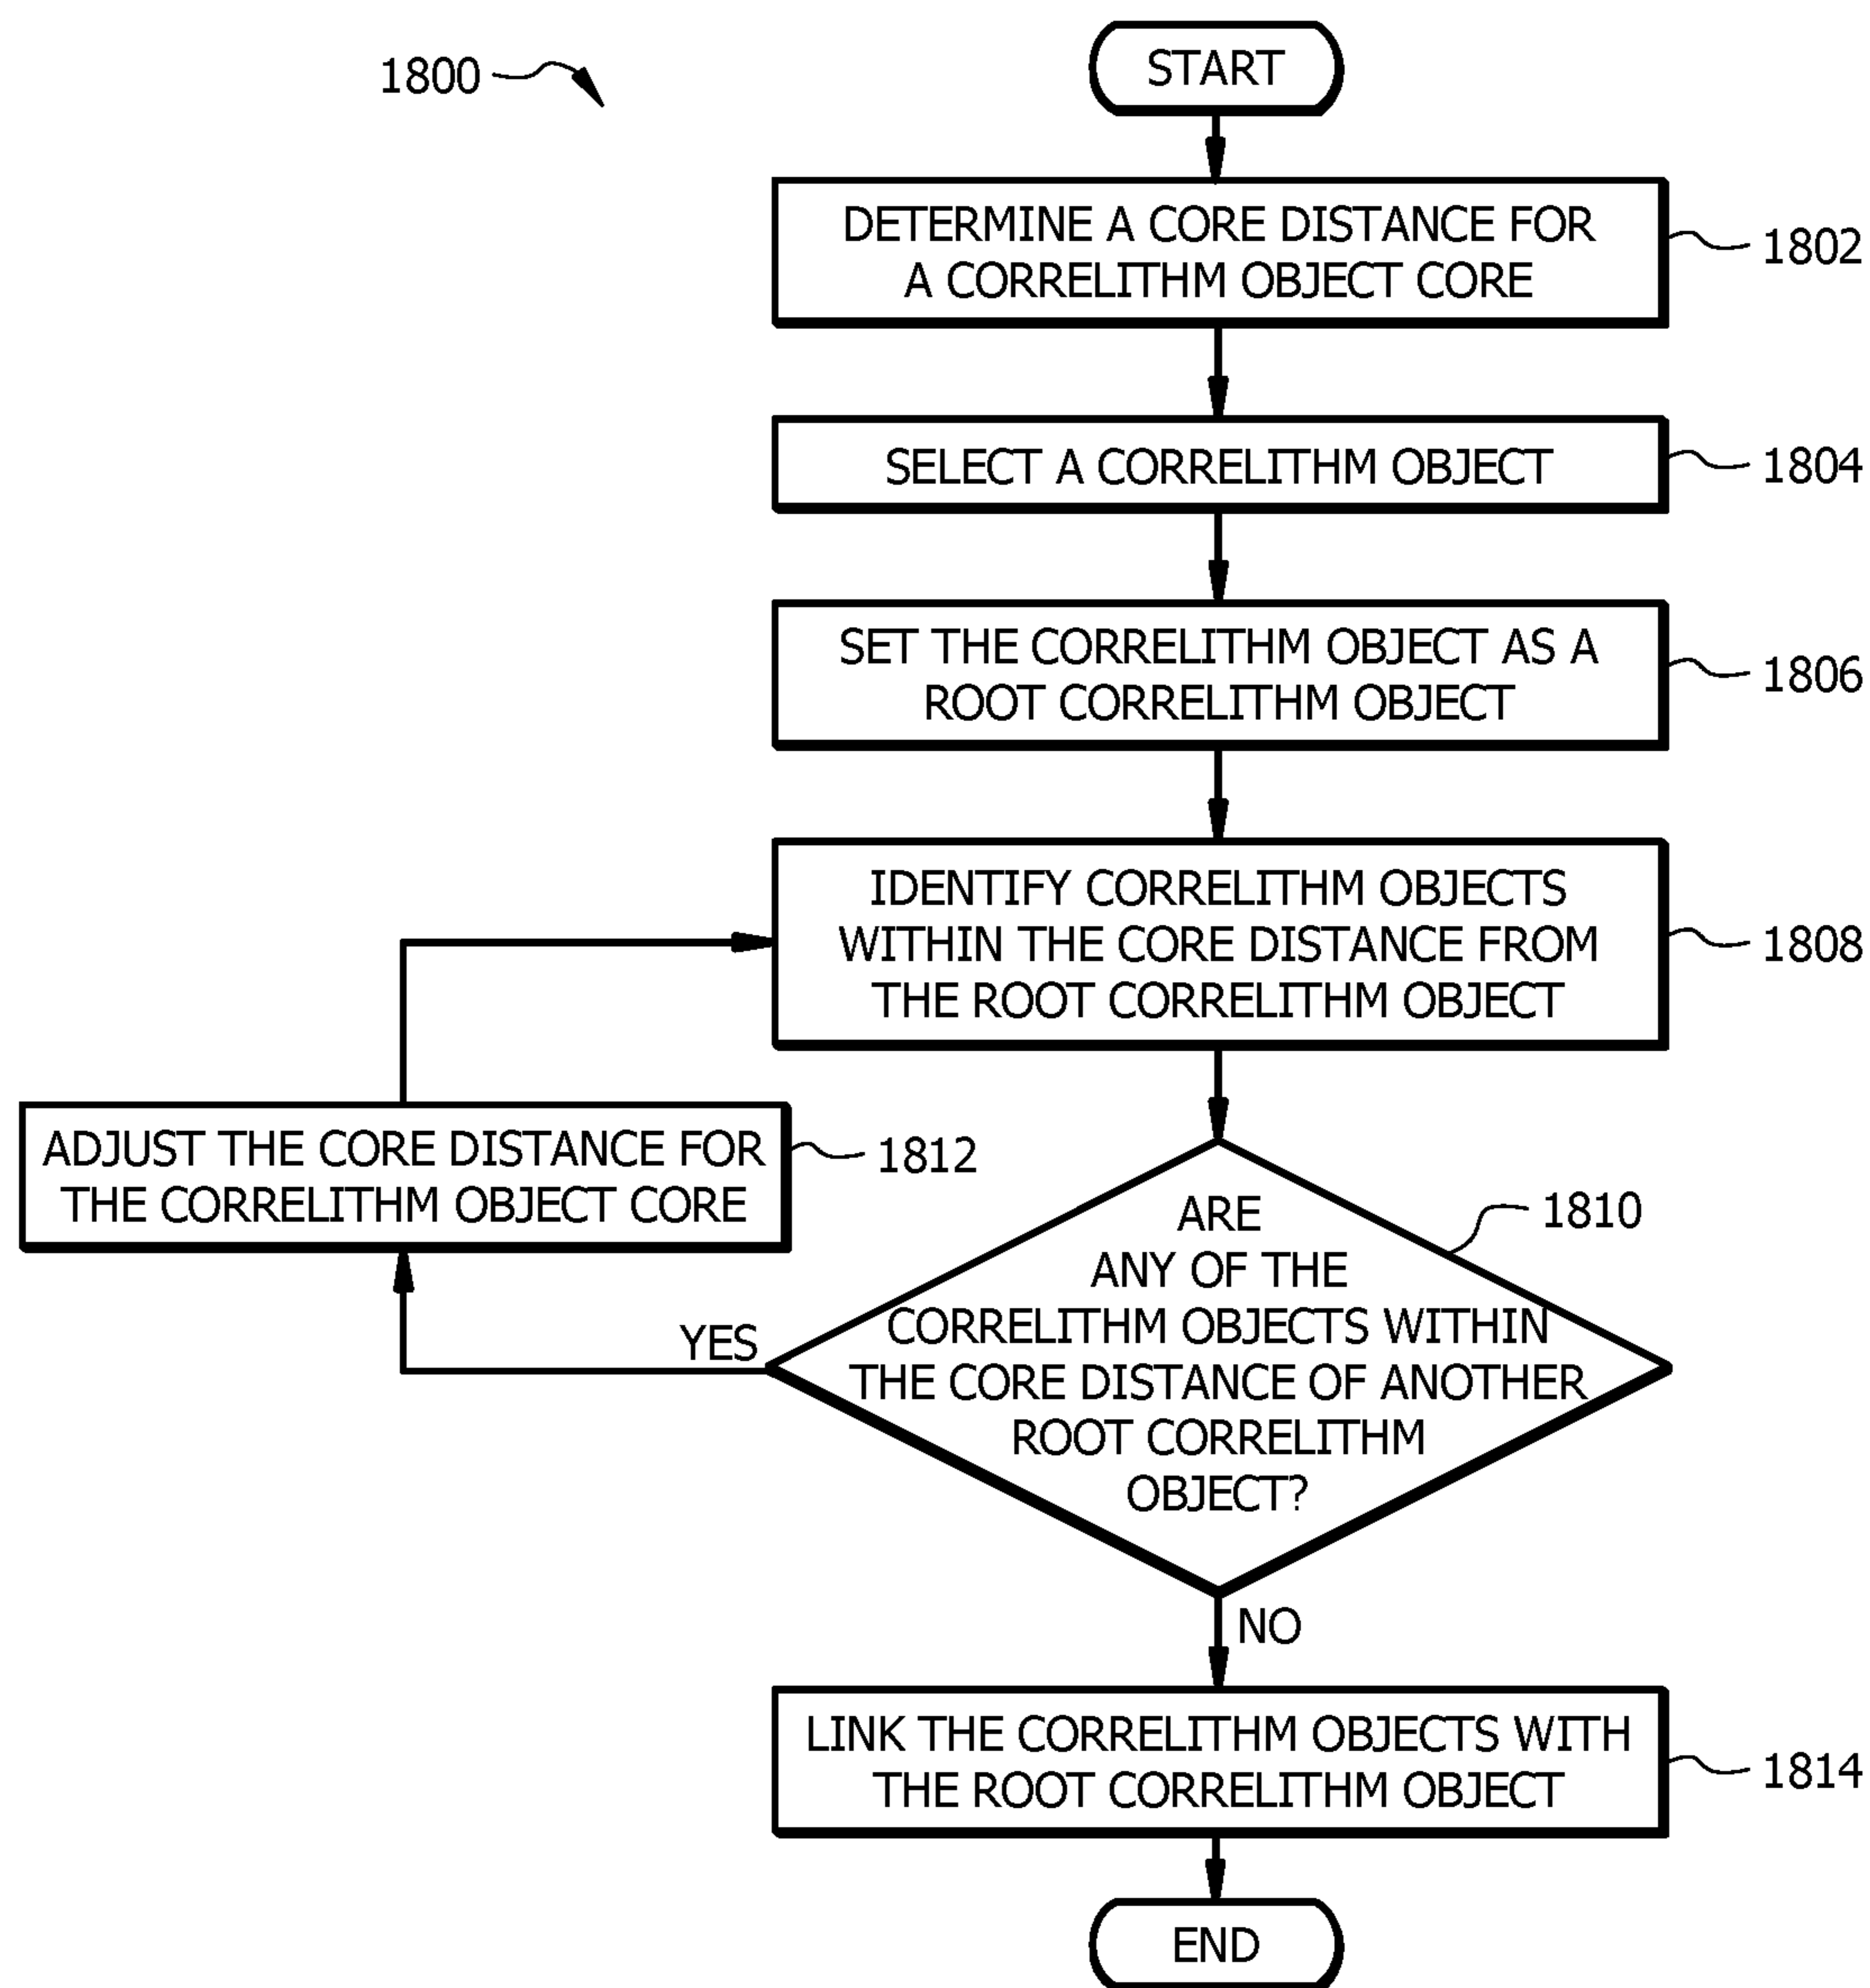 1800
START
DETERMINE A CORE DISTANCE FOR
A CORRELITHM OBJECT CORE
1802
SELECT A CORRELITHM OBJECT
1804
SET THE CORRELITHM OBJECT AS A
ROOT CORRELITHM OBJECT
1806
IDENTIFY CORRELITHM OBJECTS
WITHIN THE CORE DISTANCE FROM
THE ROOT CORRELITHM OBJECT
1808
ADJUST THE CORE DISTANCE FOR
THE CORRELITHM OBJECT CORE
1812
ARE
ANY OF THE
CORRELITHM OBJECTS WITHIN
THE CORE DISTANCE OF ANOTHER
ROOT CORRELITHM
OBJECT?
1810
YES
NO
LINK THE CORRELITHM OBJECTS WITH
THE ROOT CORRELITHM OBJECT
1814
END